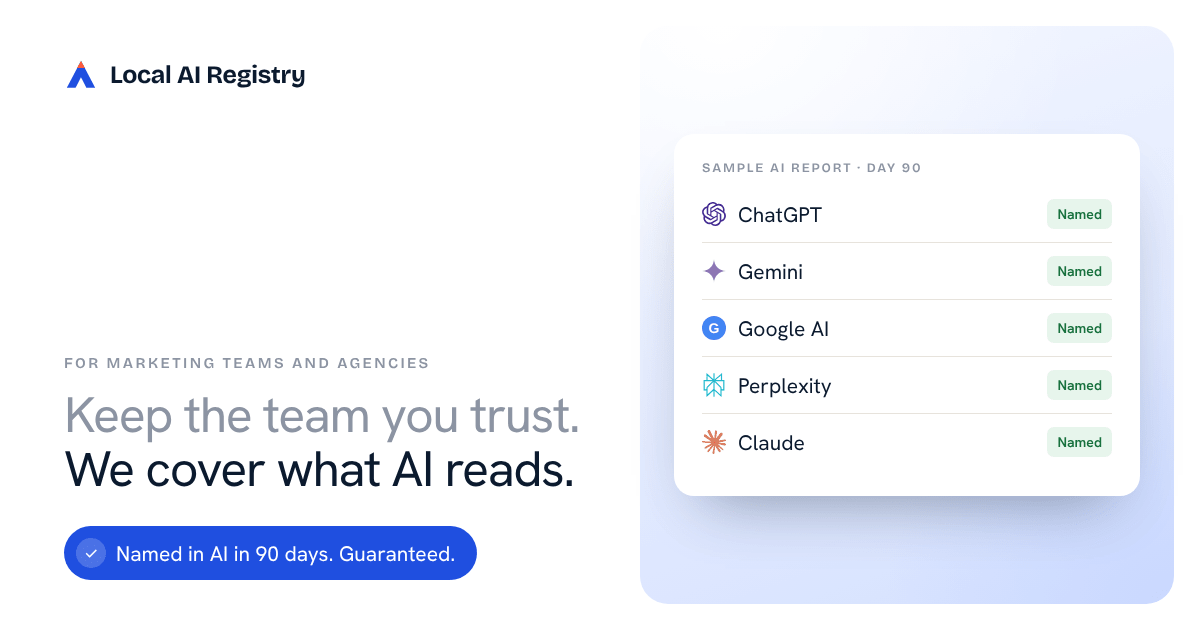 Local AI Registry
FOR MARKETING TEAMS AND AGENCIES
Keep the team you trust.
We cover what AI reads.
Named in AI in 90 days. Guaranteed.
SAMPLE AI REPORT · DAY 90
ChatGPT Named
Gemini Named
G Google AI Named
Perplexity Named
Claude Named